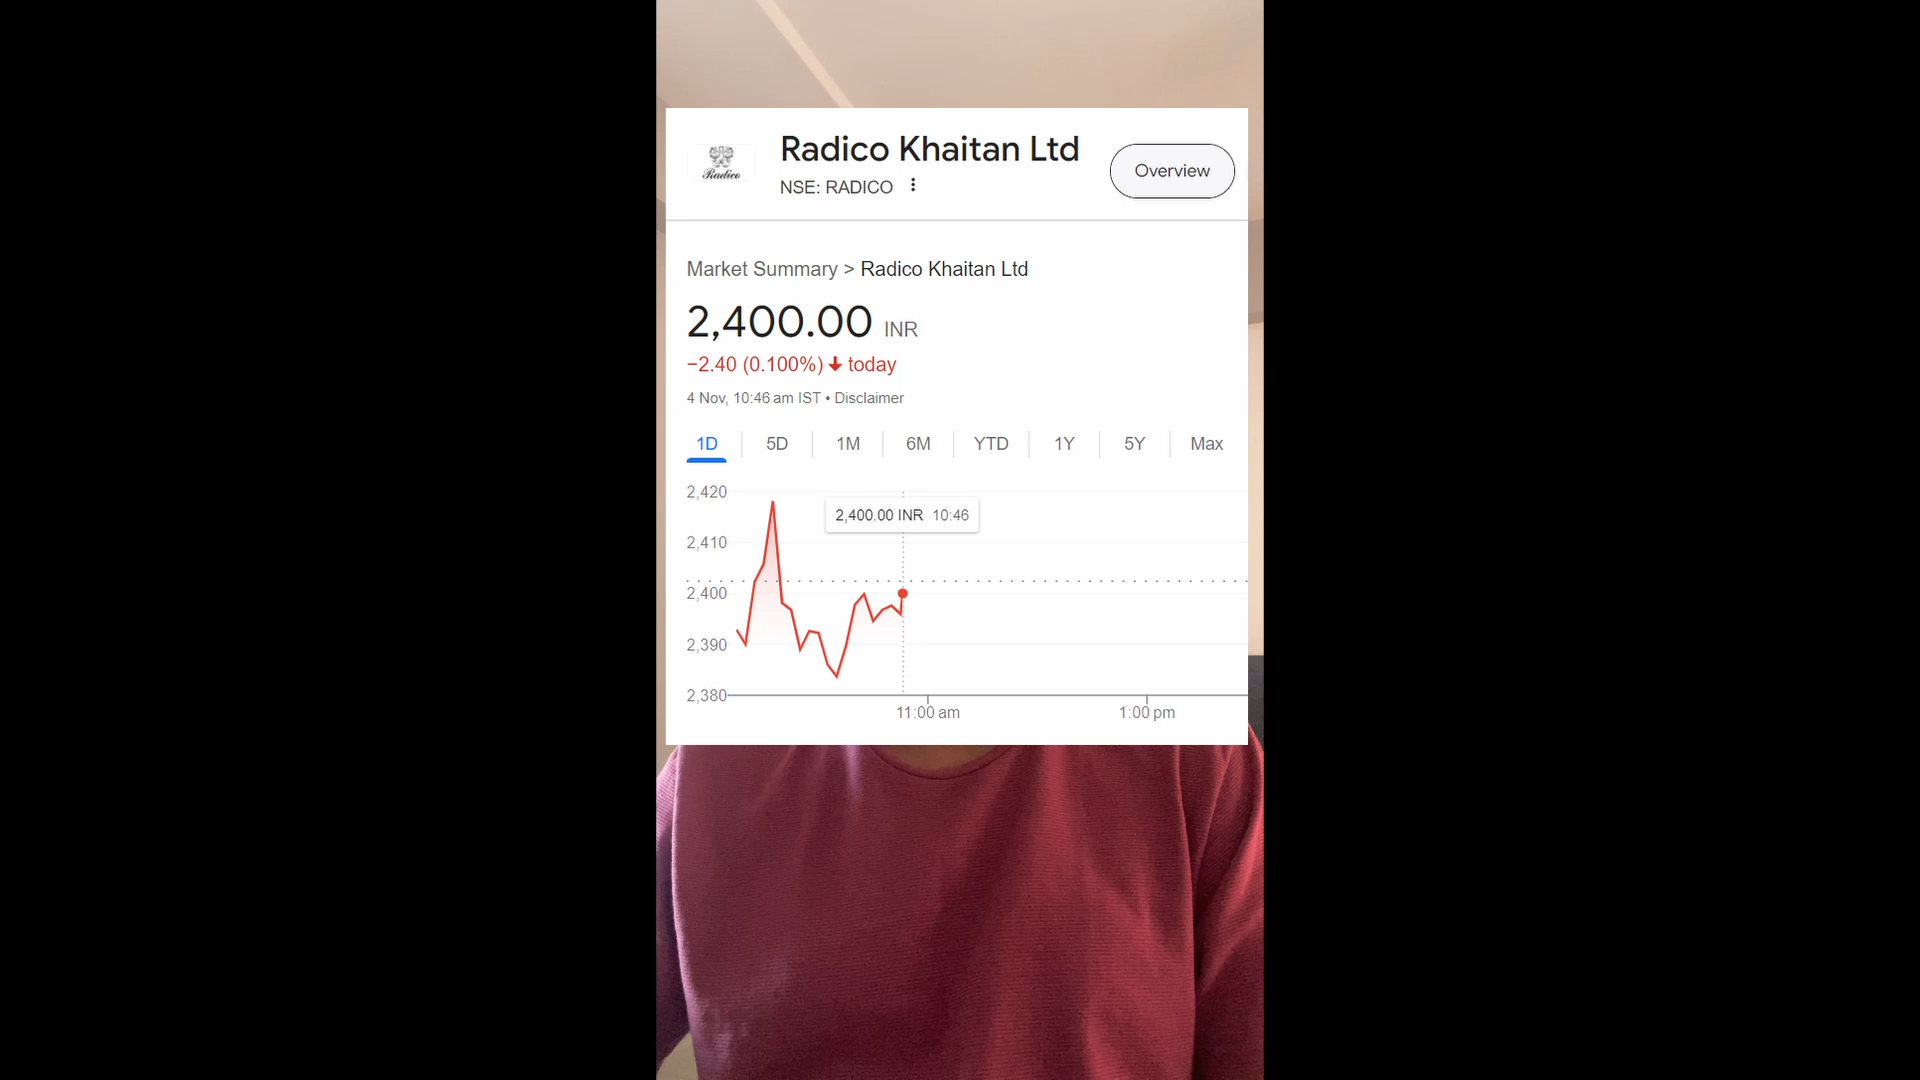 Radico Khaitan Ltd
Radico
NSE: RADICO
Overview
Market Summary > Radico Khaitan Ltd
2,400.00 INR
−2.40 (0.100%) today
4 Nov, 10:46 am IST • Disclaimer
1D 5D 1M 6M YTD 1Y 5Y Max
2,420
2,400.00 INR 10:46
2,410
2,400
2,390
2,380
11:00 am 1:00 pm